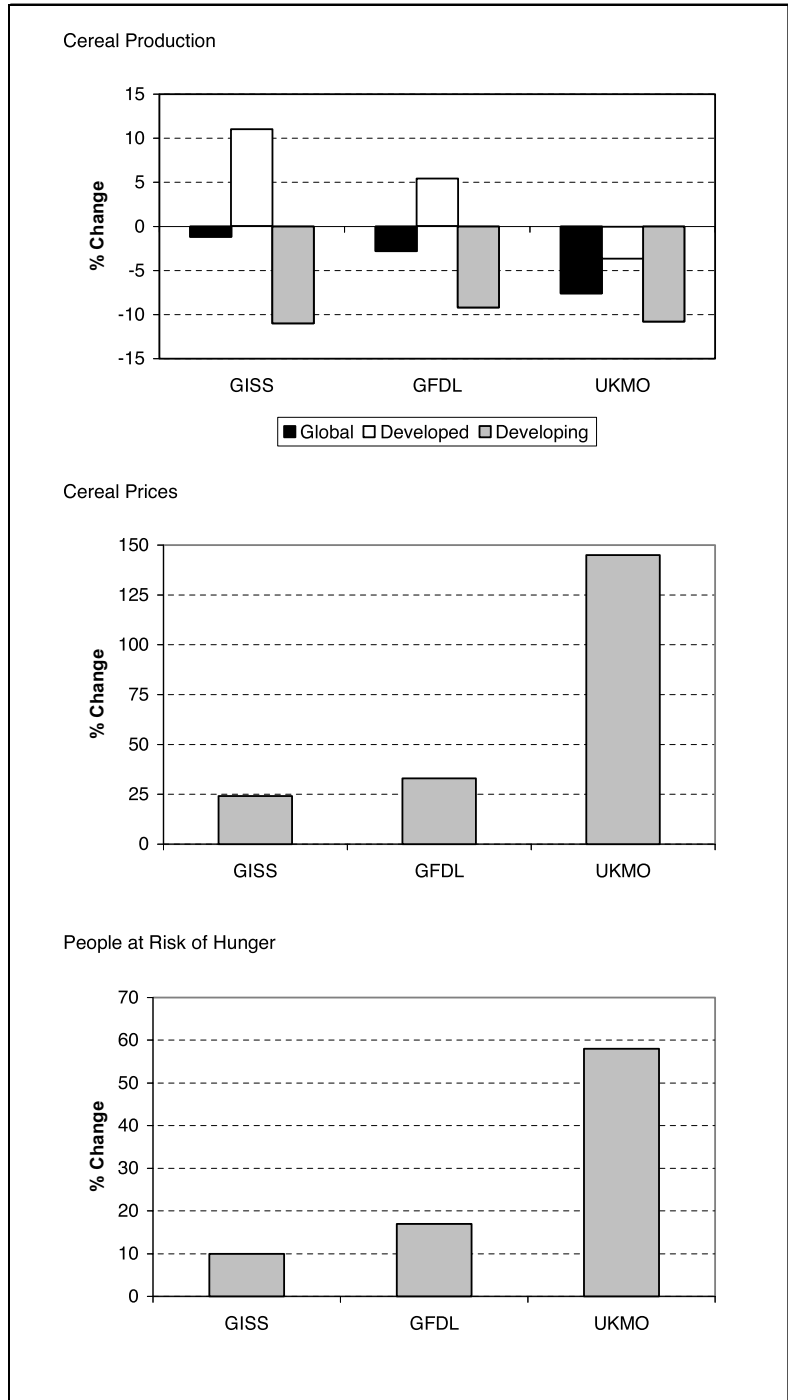 Cereal Production
15
10
5
0
-5
-10
-15
% Change
GISS GFDL UKMO
Global Developed Developing
Cereal Prices
150
125
100
75
50
25
0
% Change
GISS GFDL UKMO
People at Risk of Hunger
70
60
50
40
30
20
10
0
% Change
GISS GFDL UKMO